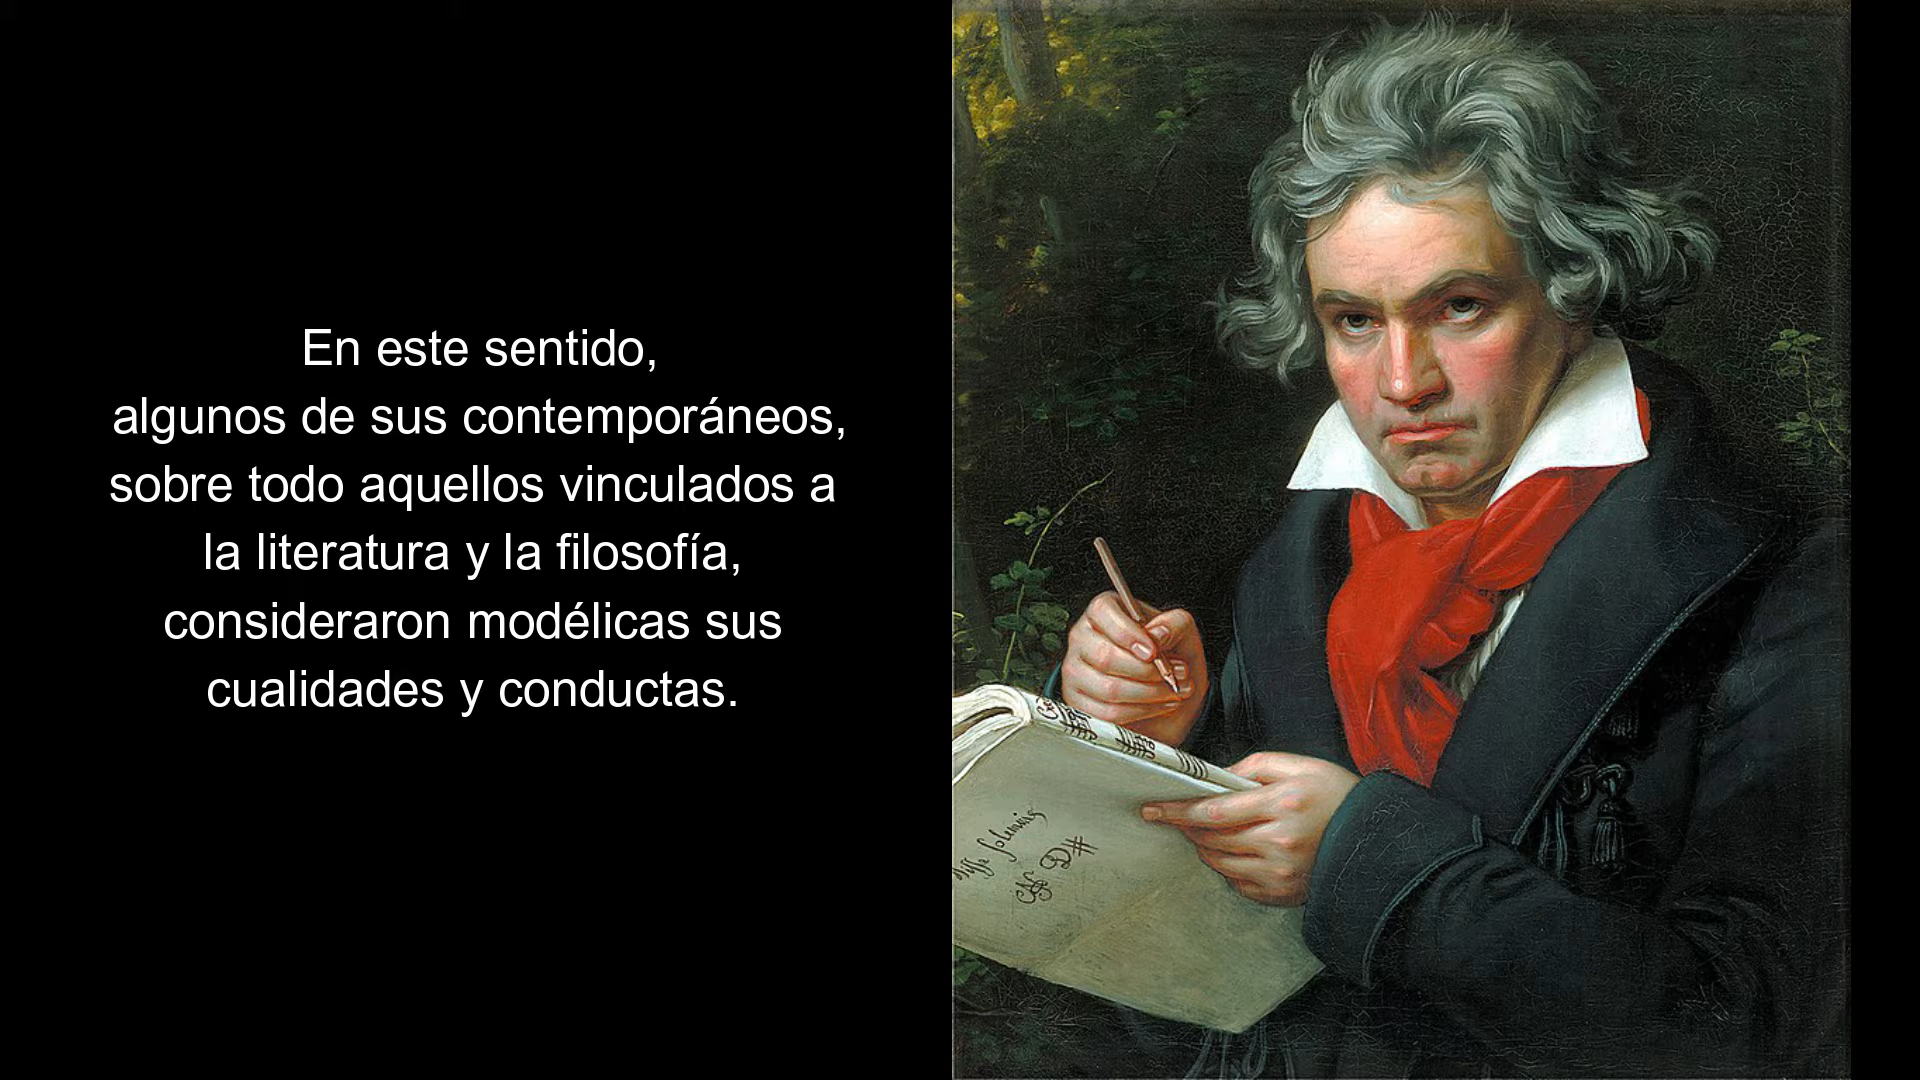 En este sentido,
algunos de sus contemporáneos,
sobre todo aquellos vinculados a
la literatura y la filosofía,
consideraron modélicas sus
cualidades y conductas.
D#